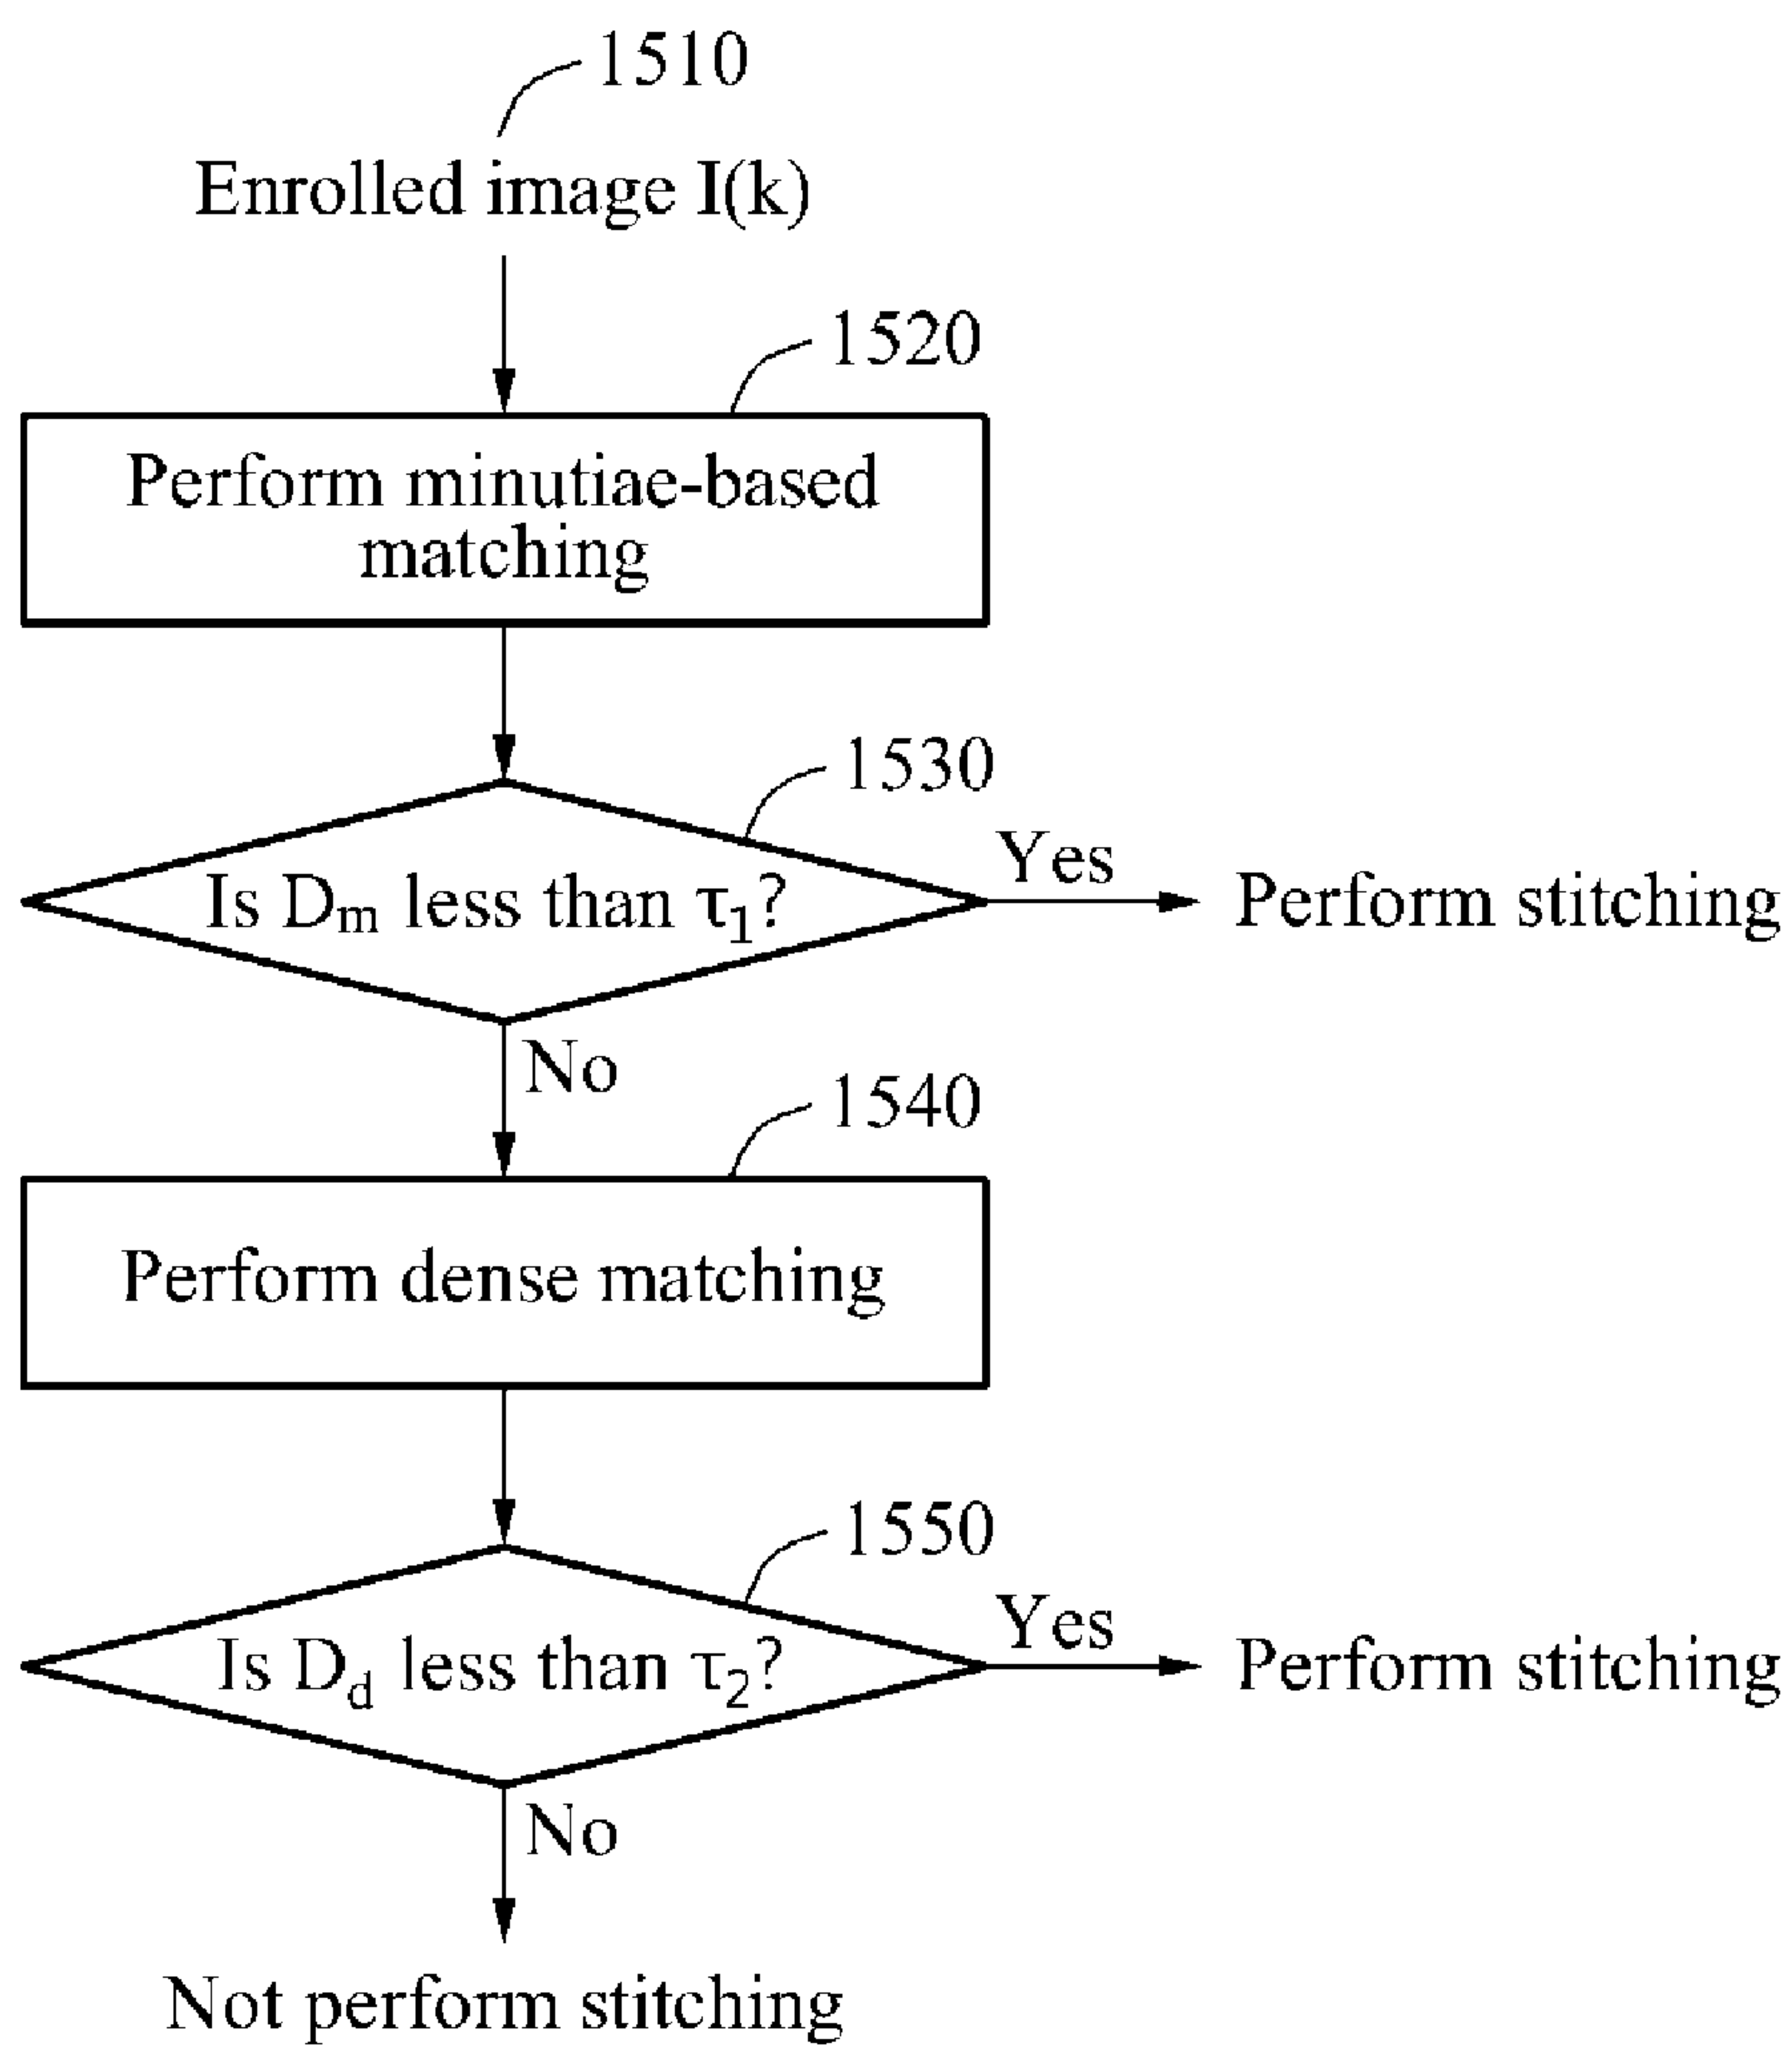 1510
Enrolled image I(k)
1520
Perform minutiae-based
matching
1530
Is Dm less than τ1?
Yes
Perform stitching
No
1540
Perform dense matching
1550
Is Dd less than τ2?
Yes
Perform stitching
No
Not perform stitching